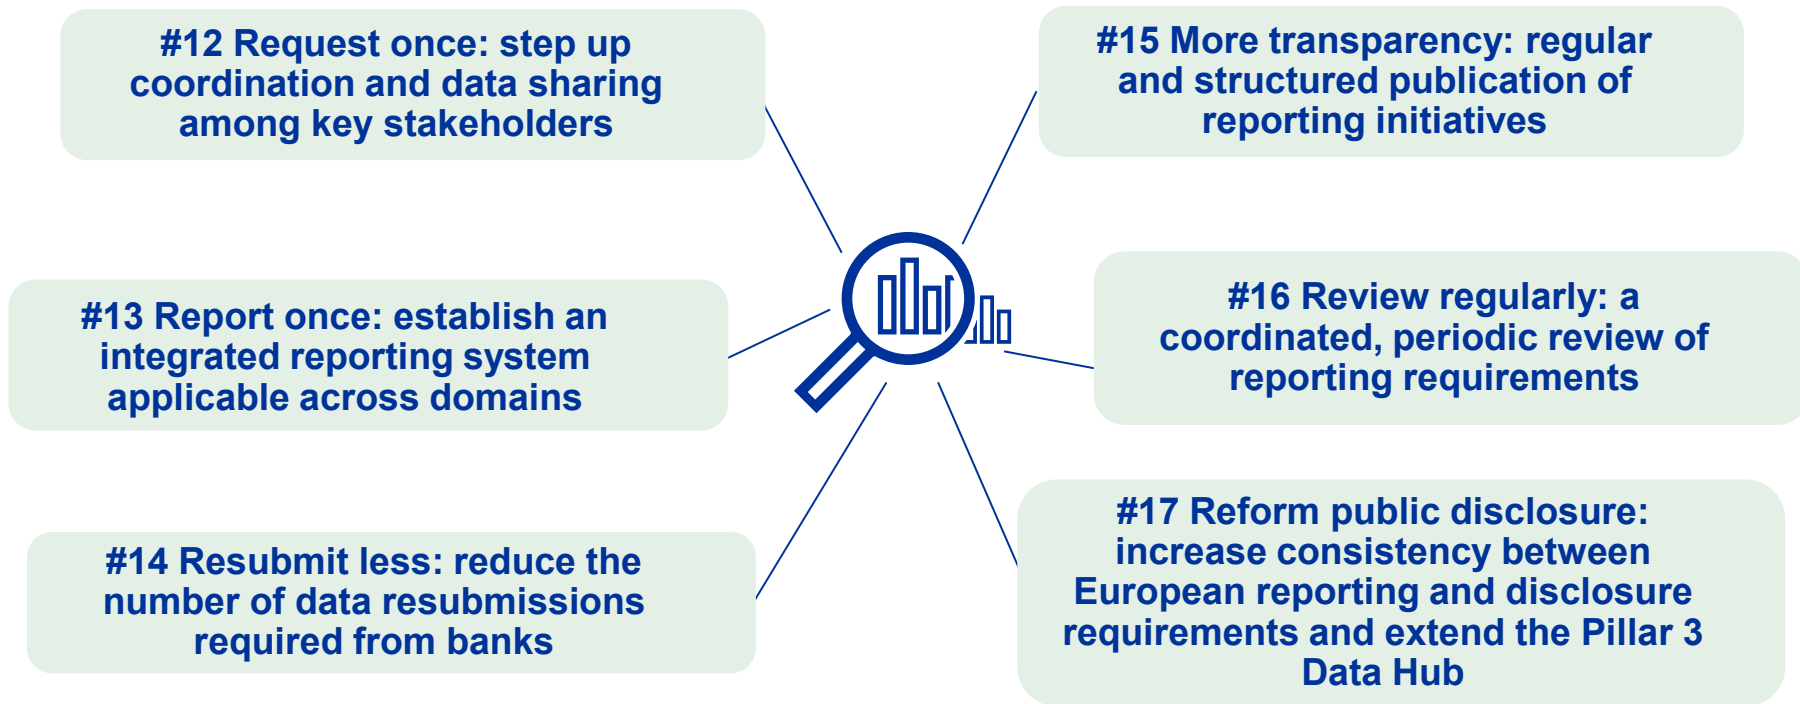 #12 Request once: step up
coordination and data sharing
among key stakeholders
#13 Report once: establish an
integrated reporting system
applicable across domains
#14 Resubmit less: reduce the
number of data resubmissions
required from banks
#15 More transparency: regular
and structured publication of
reporting initiatives
#16 Review regularly: a
coordinated, periodic review of
reporting requirements
#17 Reform public disclosure:
increase consistency between
European reporting and disclosure
requirements and extend the Pillar 3
Data Hub